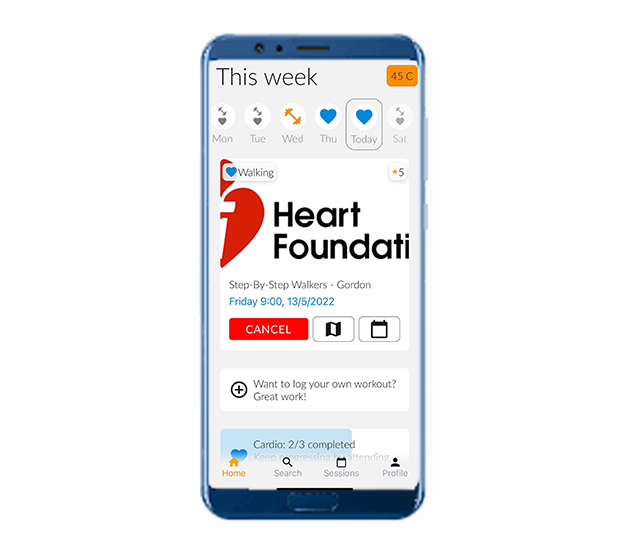 This week
45 C
Mon Tue Wed Thu Today Sat
Walking
★5
Heart
Foundati
Step-By-Step Walkers - Gordon
Friday 9:00, 13/5/2022
CANCEL
Want to log your own workout?
Great work!
Cardio: 2/3 completed
Keep progressing by attending
Home Search Sessions Profile